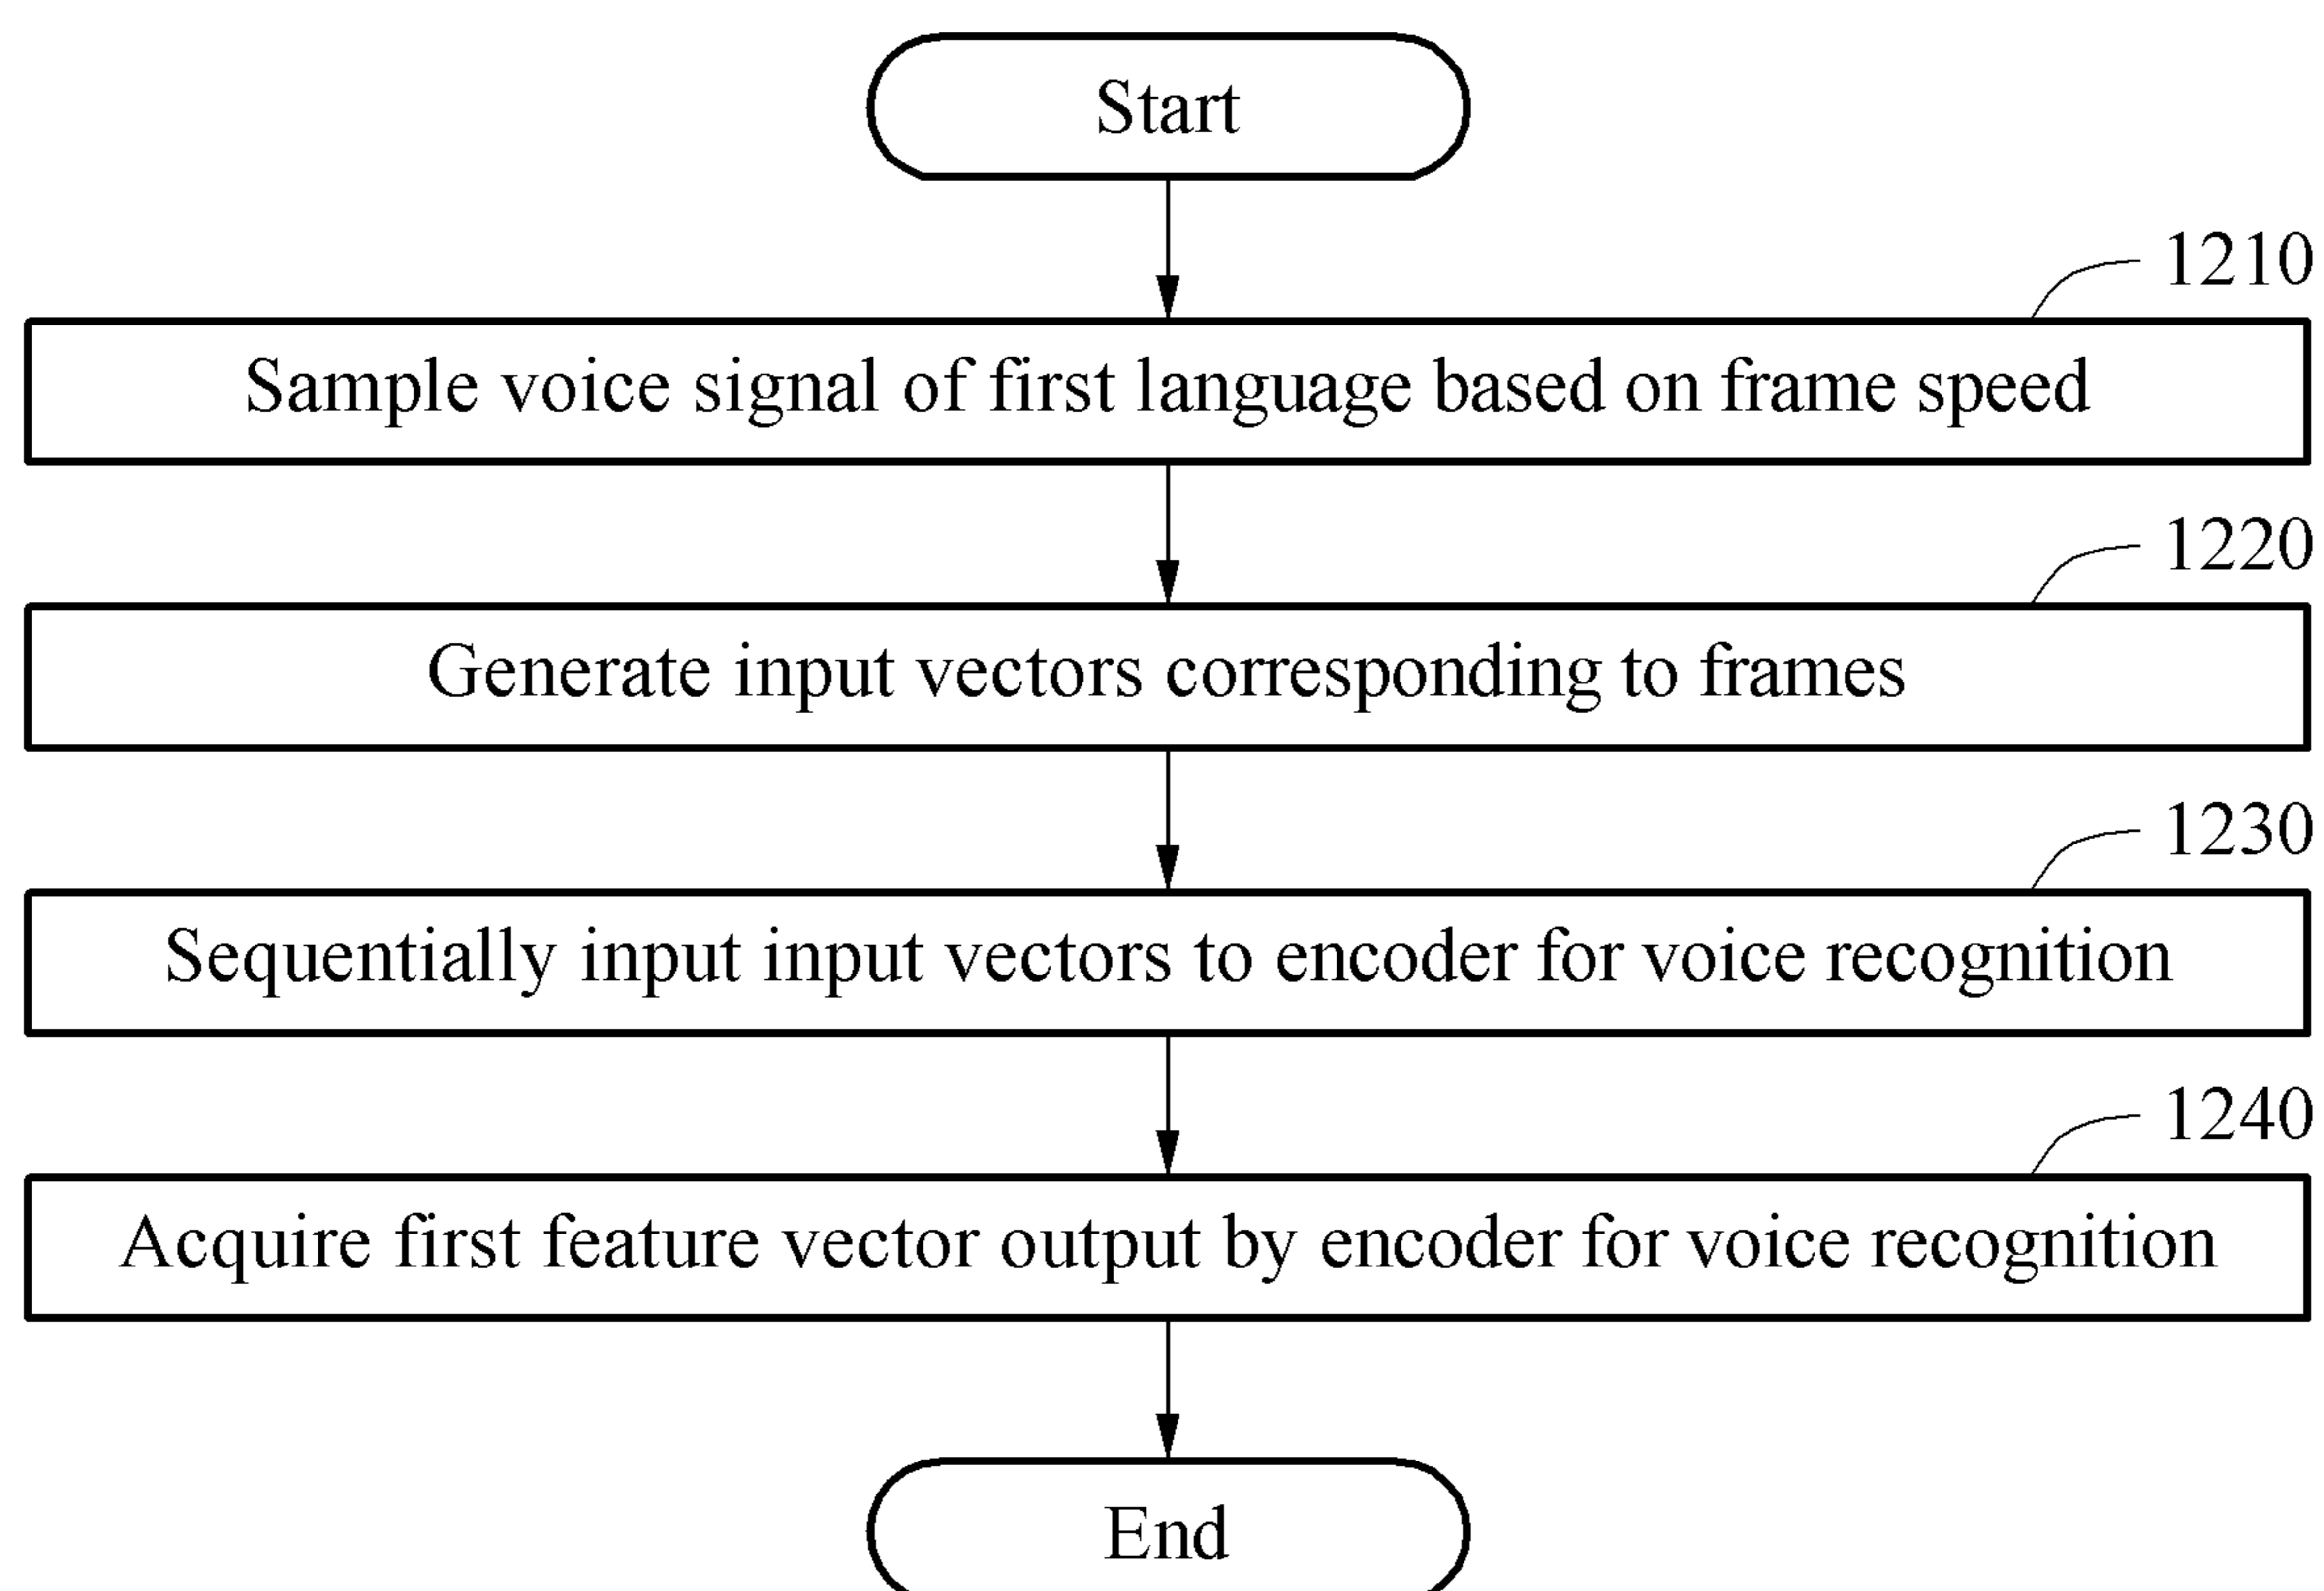 Start
1210
Sample voice signal of first language based on frame speed
1220
Generate input vectors corresponding to frames
1230
Sequentially input input vectors to encoder for voice recognition
1240
Acquire first feature vector output by encoder for voice recognition
End